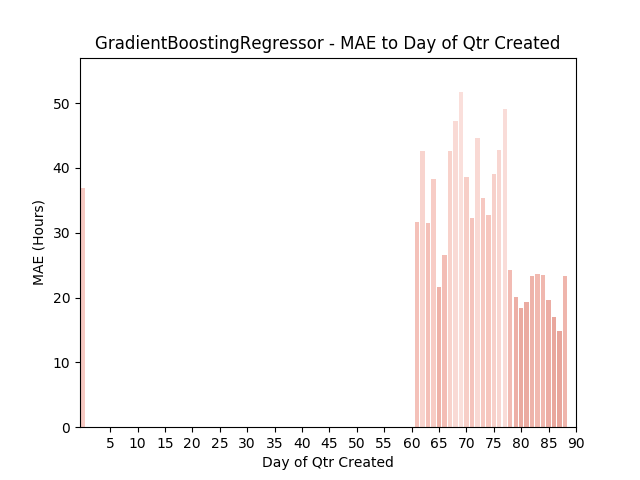 GradientBoostingRegressor - MAE to Day of Qtr Created
MAE (Hours)
50
40
30
20
10
0
5 10 15 20 25 30 35 40 45 50 55 60 65 70 75 80 85 90
Day of Qtr Created